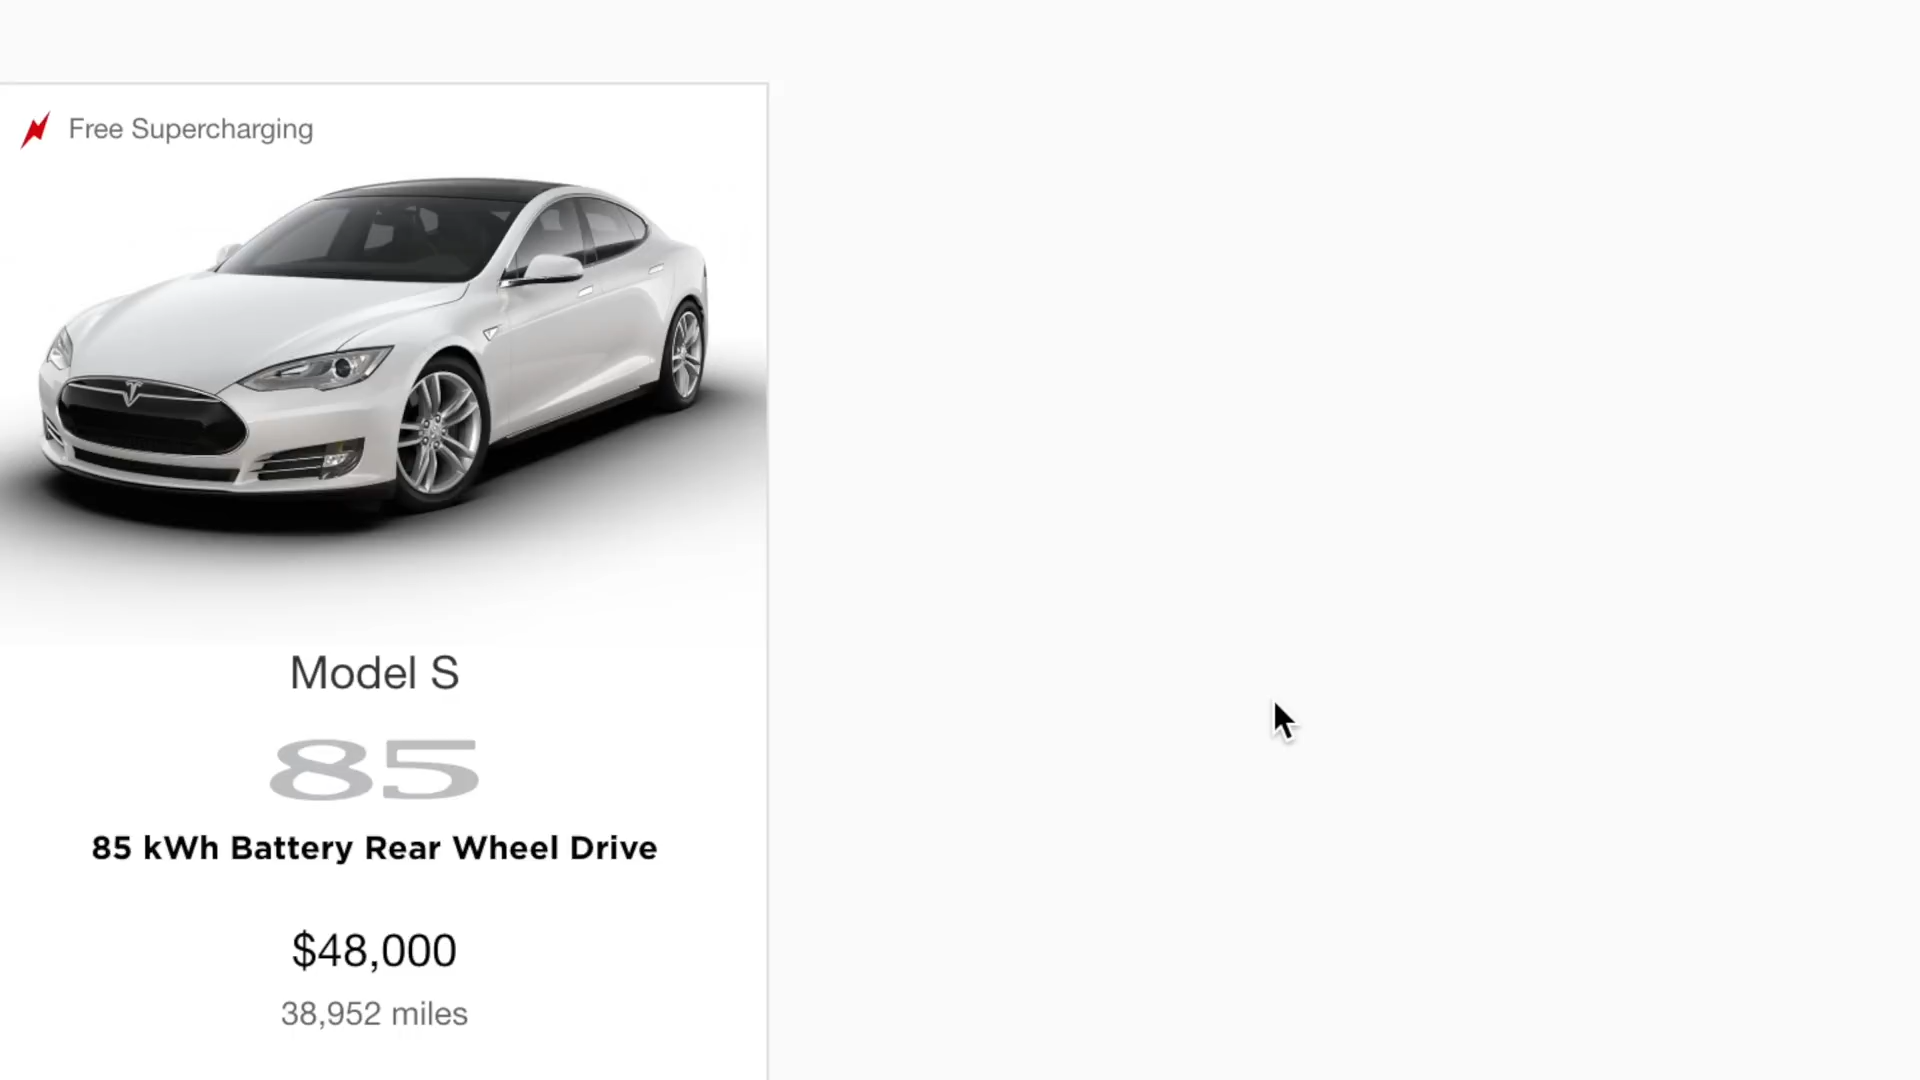 Free Supercharging
Model S
85
85 kWh Battery Rear Wheel Drive
$48,000
38,952 miles